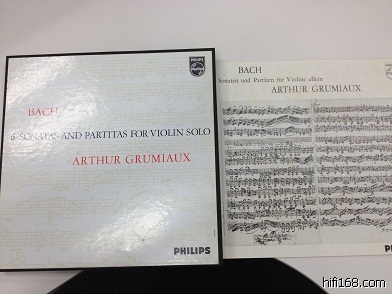 PHILIPS
BACH
6 SONATAS AND PARTITAS FOR VIOLIN SOLO
ARTHUR GRUMIAUX
PHILIPS
BACH
Sonaten und Partiten für Violine allein
ARTHUR GRUMIAUX
PHILIPS
hifi168.com